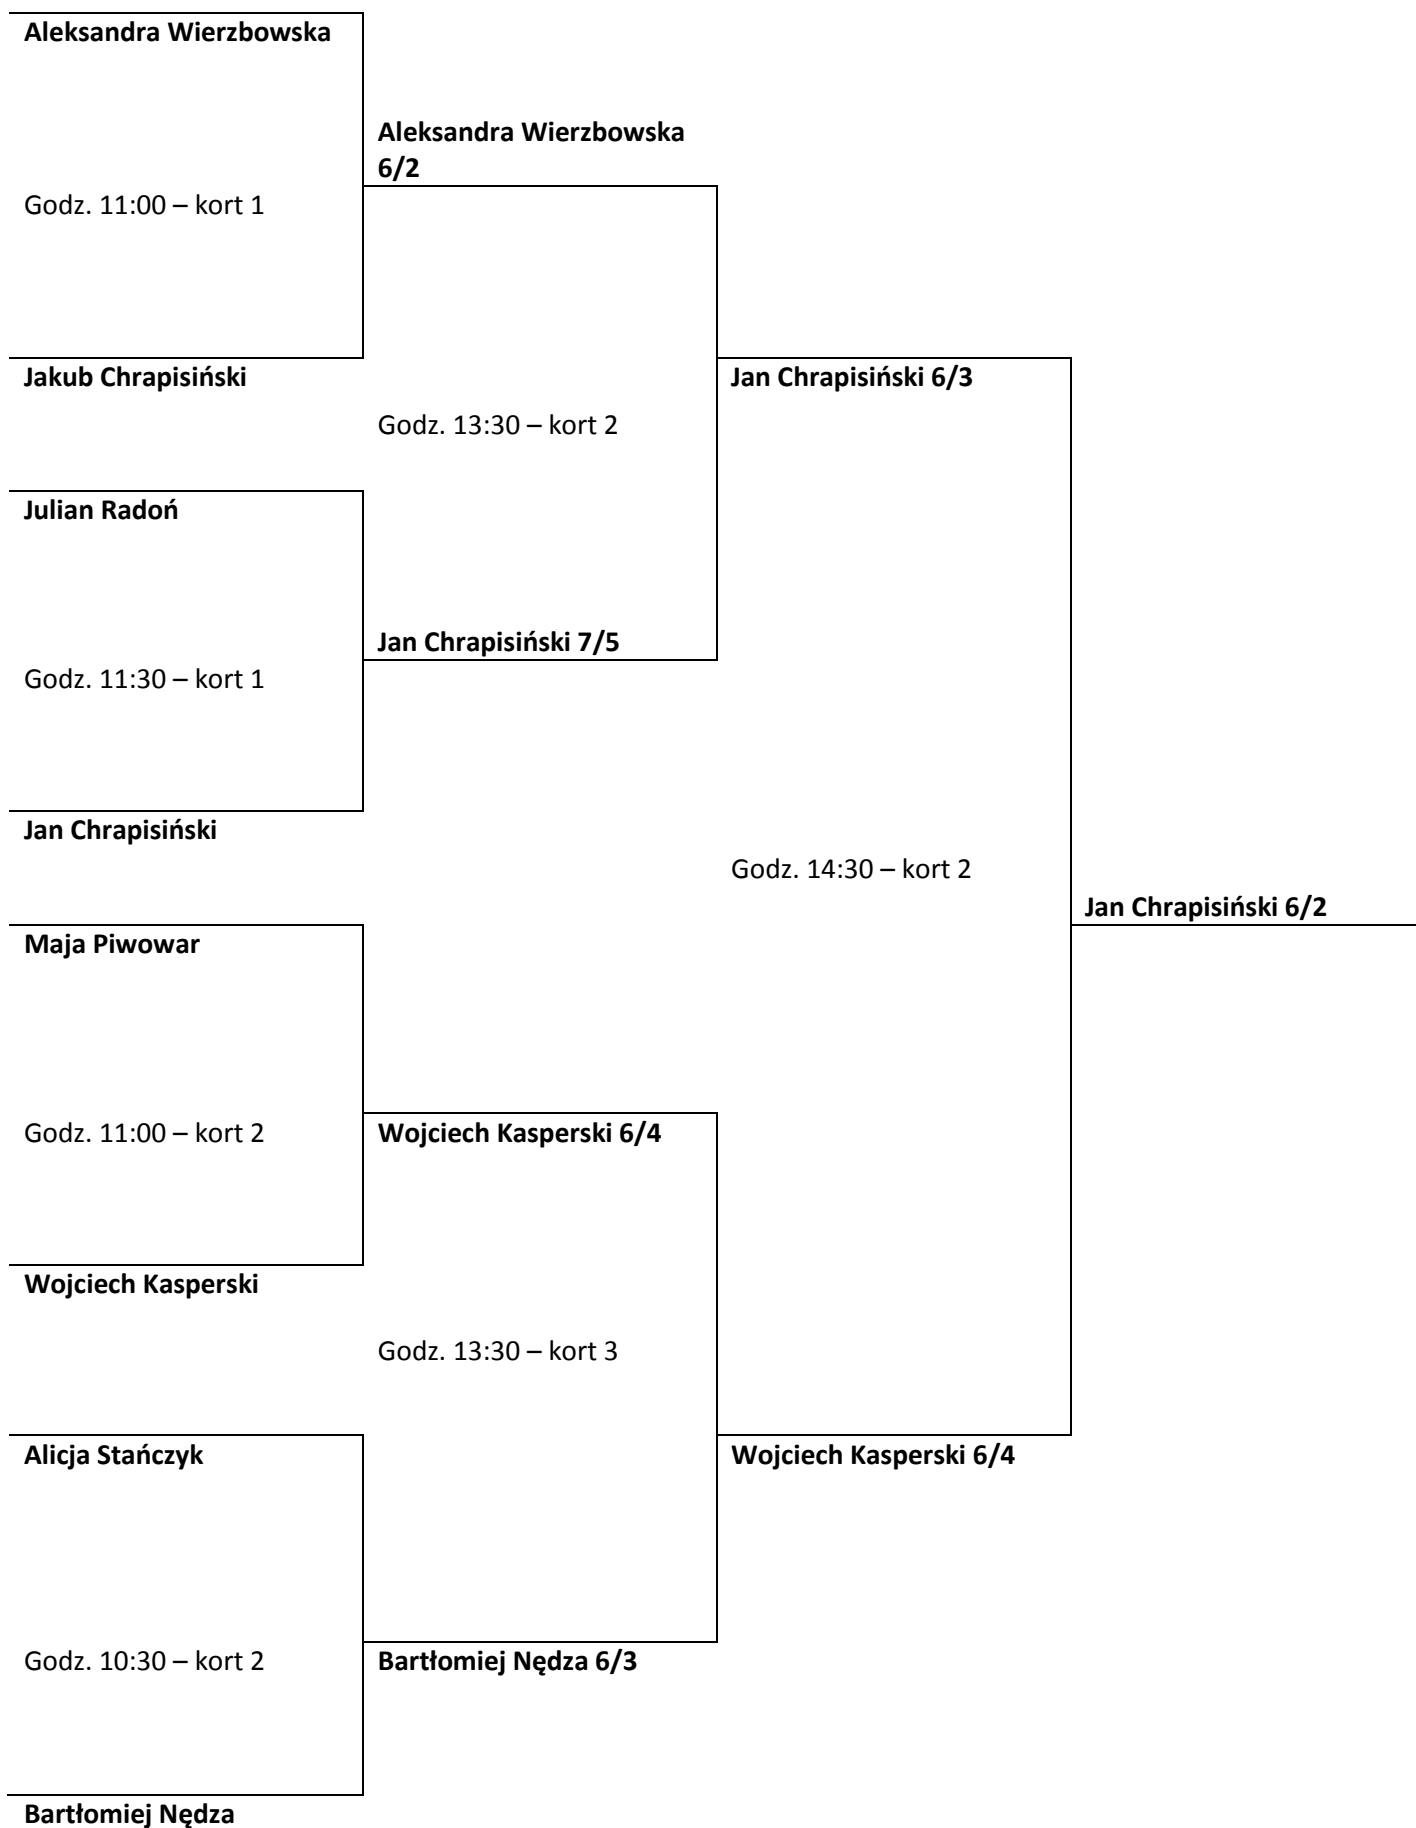 Aleksandra Wierzbowska
Aleksandra Wierzbowska
6/2
Godz. 11:00 – kort 1
Jakub Chrapisiński
Jan Chrapisiński 6/3
Godz. 13:30 – kort 2
Julian Radoń
Jan Chrapisiński 7/5
Godz. 11:30 – kort 1
Jan Chrapisiński
Godz. 14:30 – kort 2
Jan Chrapisiński 6/2
Maja Piwowar
Godz. 11:00 – kort 2
Wojciech Kasperski 6/4
Wojciech Kasperski
Godz. 13:30 – kort 3
Alicja Stańczyk
Wojciech Kasperski 6/4
Godz. 10:30 – kort 2
Bartłomiej Nędza 6/3
Bartłomiej Nędza